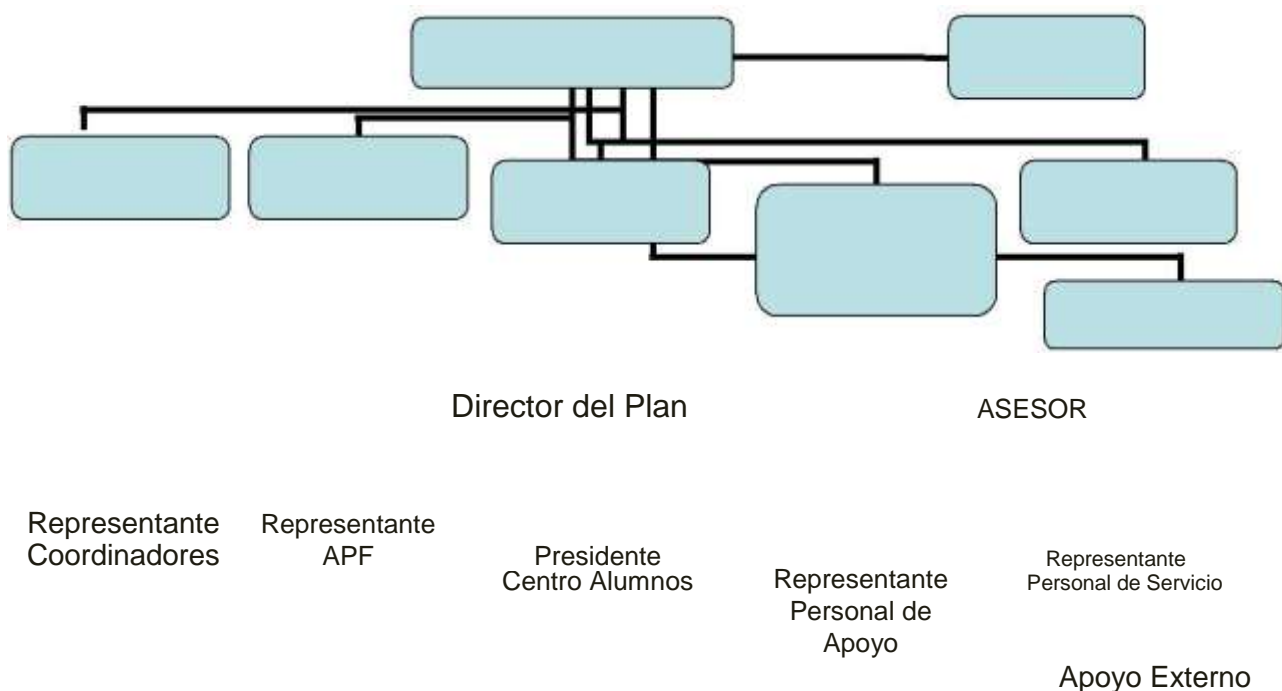 Director del Plan
ASESOR
Representante
Coordinadores
Representante
APF
Presidente
Centro Alumnos
Representante
Personal de
Apoyo
Representante
Personal de Servicio
Apoyo Externo